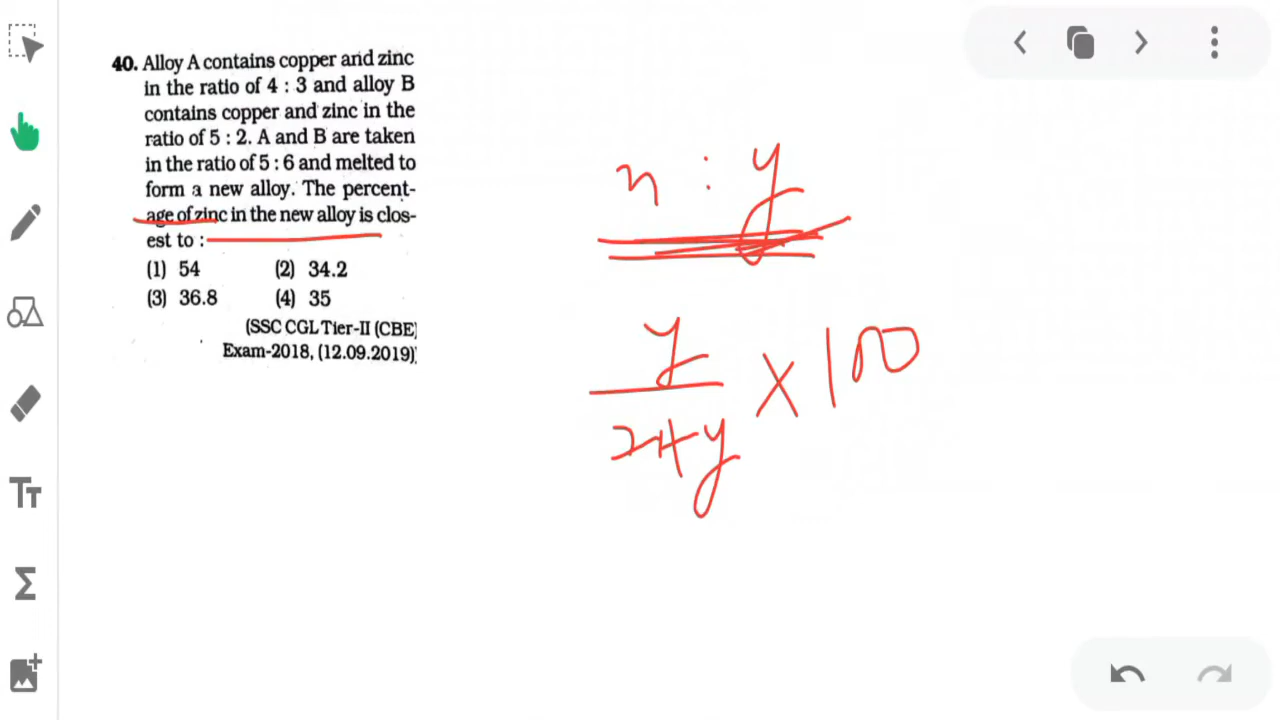 40. Alloy A contains copper and zinc
in the ratio of 4 : 3 and alloy B
contains copper and zinc in the
ratio of 5 : 2. A and B are taken
in the ratio of 5 : 6 and melted to
form a new alloy. The percent-
age of zinc in the new alloy is clos-
est to :
(1) 54 (2) 34.2
(3) 36.8 (4) 35
(SSC CGL Tier-II (CBE)
Exam-2018, (12.09.2019)
x : y
y
x+y
× 100
TT
Σ